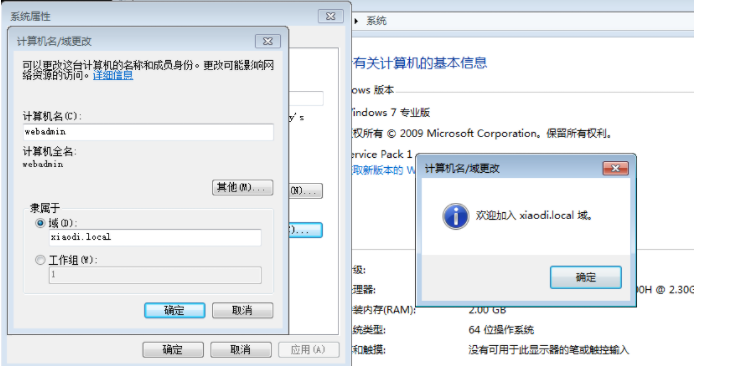 系统属性
计算机名/域更改
可以更改这台计算机的名称和成员身份。更改可能影响网
络资源的访问。详细信息
计算机名(C):
webadmin
计算机全名:
webadmin
其他(M)...
隶属于
域(D):
xiaodi.local
工作组(W):
1
确定
取消
y's
(N)...
)...
确定
取消
应用(A)
系统
有关计算机的基本信息
ows 版本
indows 7 专业版
权所有 © 2009 Microsoft Corporation。保留所有权利。
ervice Pack 1
取新版本的 W
计算机名/域更改
欢迎加入 xiaodi.local 域。
确定
级:
理器:
00H @ 2.30G
装内存(RAM):
2.00 GB
统类型:
64 位操作系统
和触摸:
没有可用于此显示器的笔或触控输入